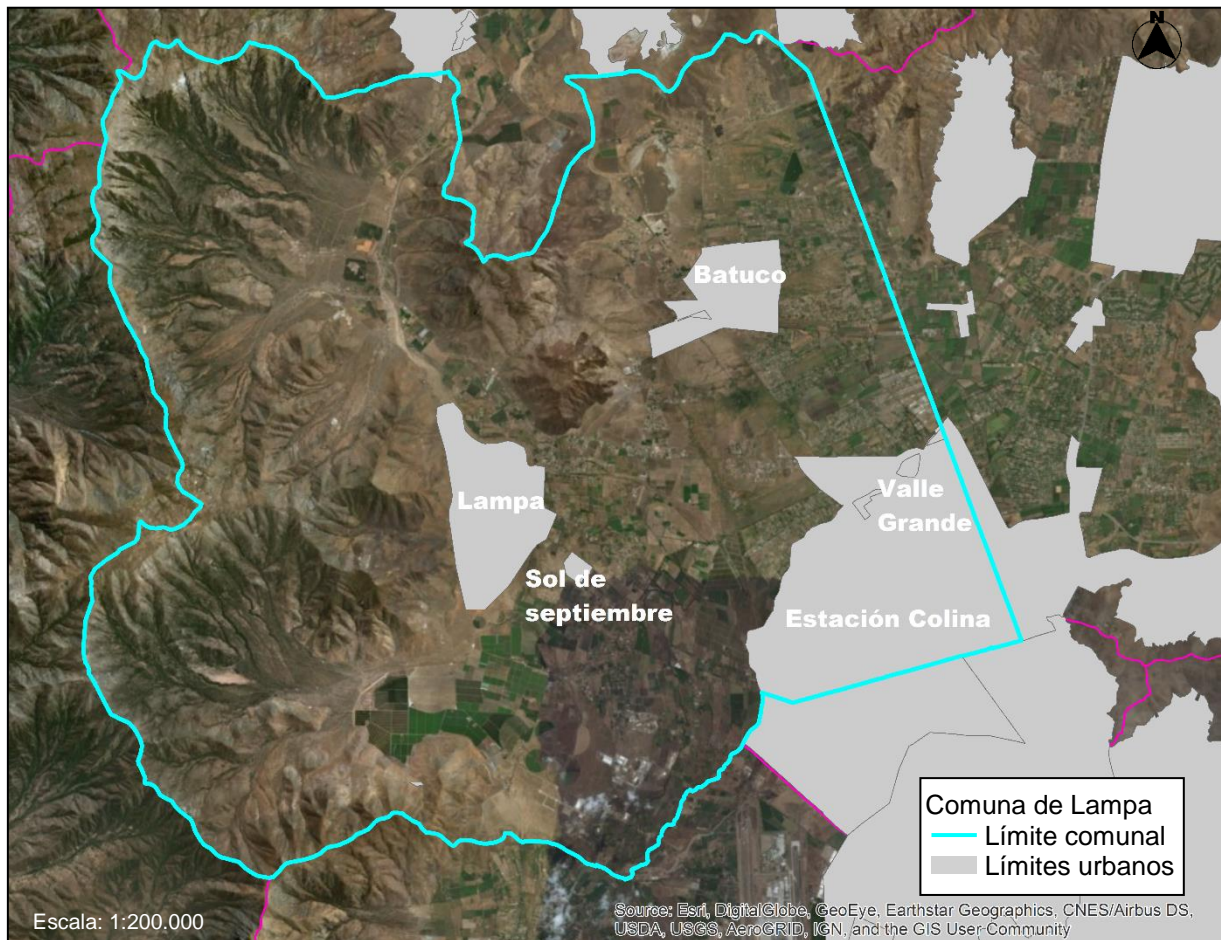 N
Batuco
Valle
Grande
Lampa
Sol de
septiembre
Estación Colina
Comuna de Lampa
Límite comunal
Límites urbanos
Escala: 1:200.000
Source: Esri, DigitalGlobe, GeoEye, Earthstar Geographics, CNES/Airbus DS,
USDA, USGS, AeroGRID, IGN, and the GIS User Community